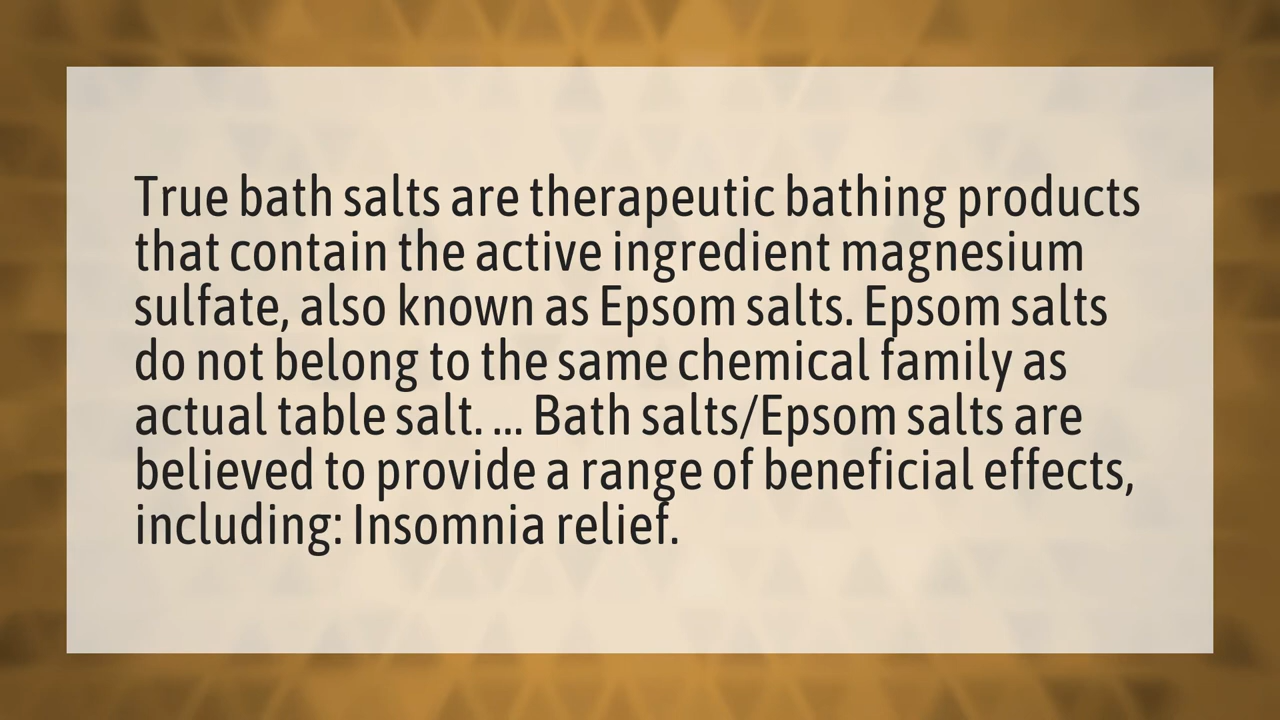 True bath salts are therapeutic bathing products
that contain the active ingredient magnesium
sulfate, also known as Epsom salts. Epsom salts
do not belong to the same chemical family as
actual table salt. ... Bath salts/Epsom salts are
believed to provide a range of beneficial effects,
including: Insomnia relief.